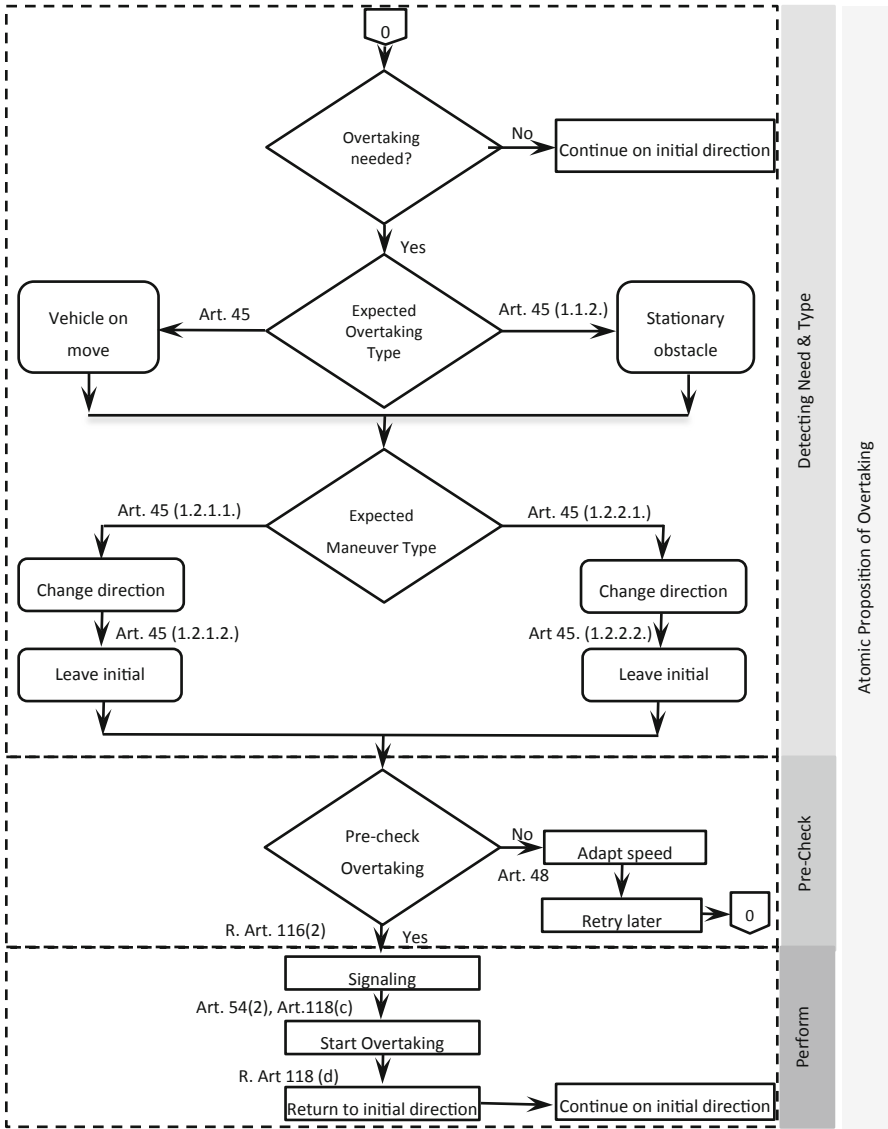 0
Overtaking
needed?
No
Continue on initial direction
Yes
Vehicle on
move
Art. 45
Expected
Overtaking
Type
Art. 45 (1.1.2.)
Stationary
obstacle
Detecting Need & Type
Art. 45 (1.2.1.1.)
Expected
Maneuver Type
Art. 45 (1.2.2.1.)
Change direction
Change direction
Art. 45 (1.2.1.2.)
Art 45. (1.2.2.2.)
Leave initial
Leave initial
Atomic Proposition of Overtaking
Pre-check
Overtaking
No
Adapt speed
Art. 48
Retry later
0
Pre-Check
R. Art. 116(2)
Yes
Signaling
Art. 54(2), Art.118(c)
Start Overtaking
R. Art 118 (d)
Return to initial direction
Continue on initial direction
Perform